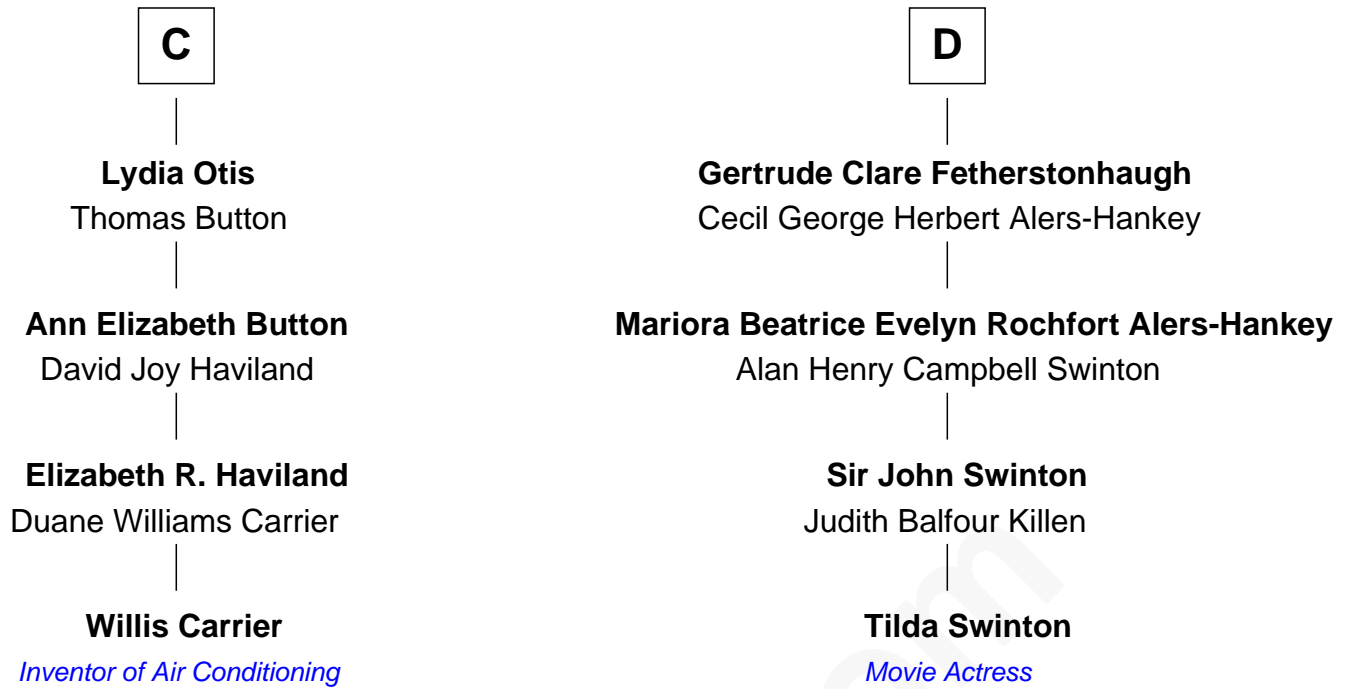 C
Lydia Otis
Thomas Button
Ann Elizabeth Button
David Joy Haviland
Elizabeth R. Haviland
Duane Williams Carrier
Willis Carrier
Inventor of Air Conditioning
D
Gertrude Clare Fetherstonhaugh
Cecil George Herbert Alers-Hankey
Mariora Beatrice Evelyn Rochfort Alers-Hankey
Alan Henry Campbell Swinton
Sir John Swinton
Judith Balfour Killen
Tilda Swinton
Movie Actress